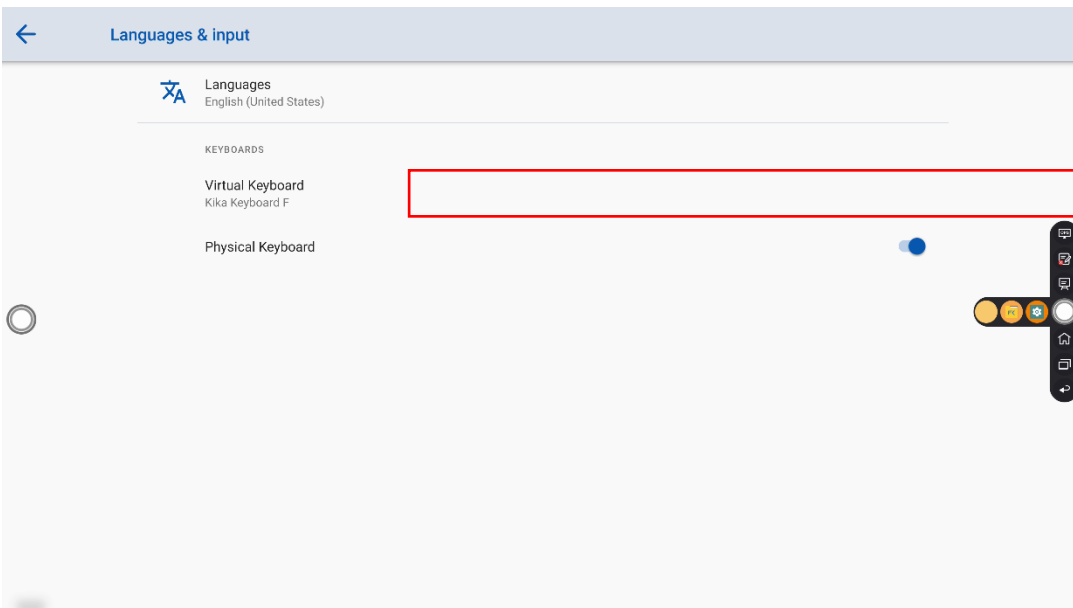 Languages & input
Languages
English (United States)
KEYBOARDS
Virtual Keyboard
Kika Keyboard F
Physical Keyboard